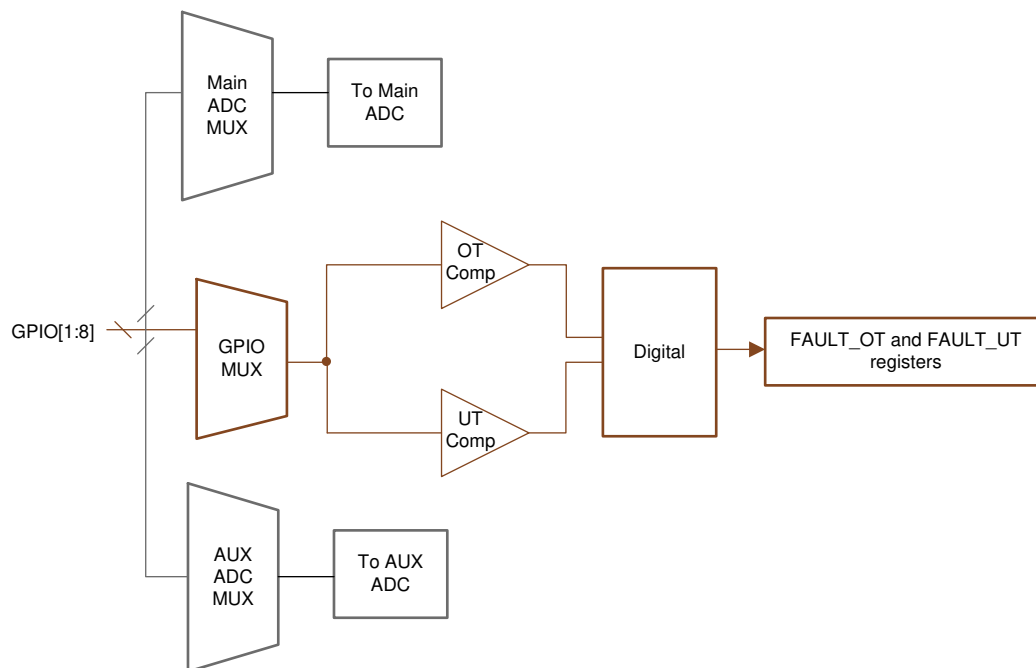 Main
ADC
MUX
To Main
ADC
GPIO[1:8]
GPIO
MUX
OT
Comp
UT
Comp
Digital
FAULT_OT and FAULT_UT
registers
AUX
ADC
MUX
To AUX
ADC